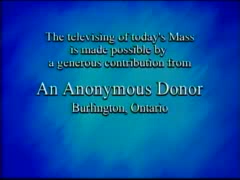 The televising of today's Mass
is made possible by
a generous contribution from
An Anonymous Donor
Burlington, Ontario